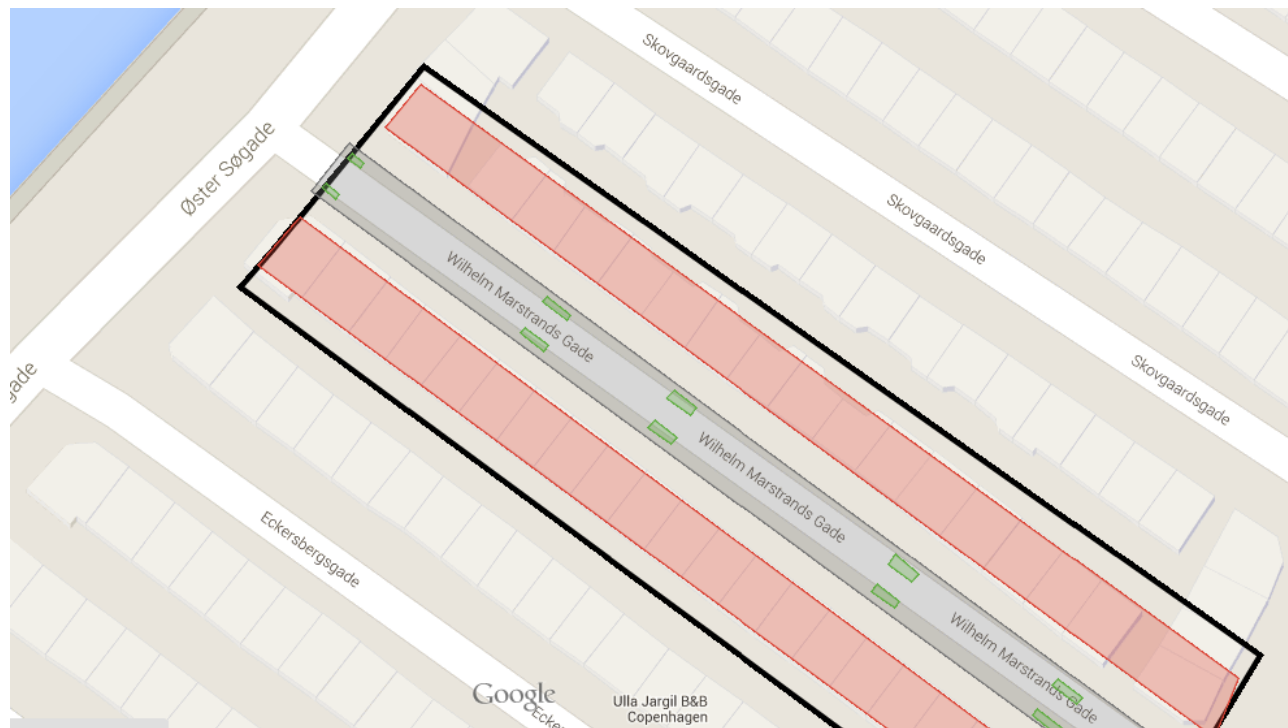 Skovgaardsgade
Øster Søgade
Skovgaardsgade
Wilhelm Marstrands Gade
gade
Skovgaardsgade
Wilhelm Marstrands Gade
Eckersbergsgade
Wilhelm Marstrands Gade
Google
Ulla Jargil B&B
Copenhagen
Ecke